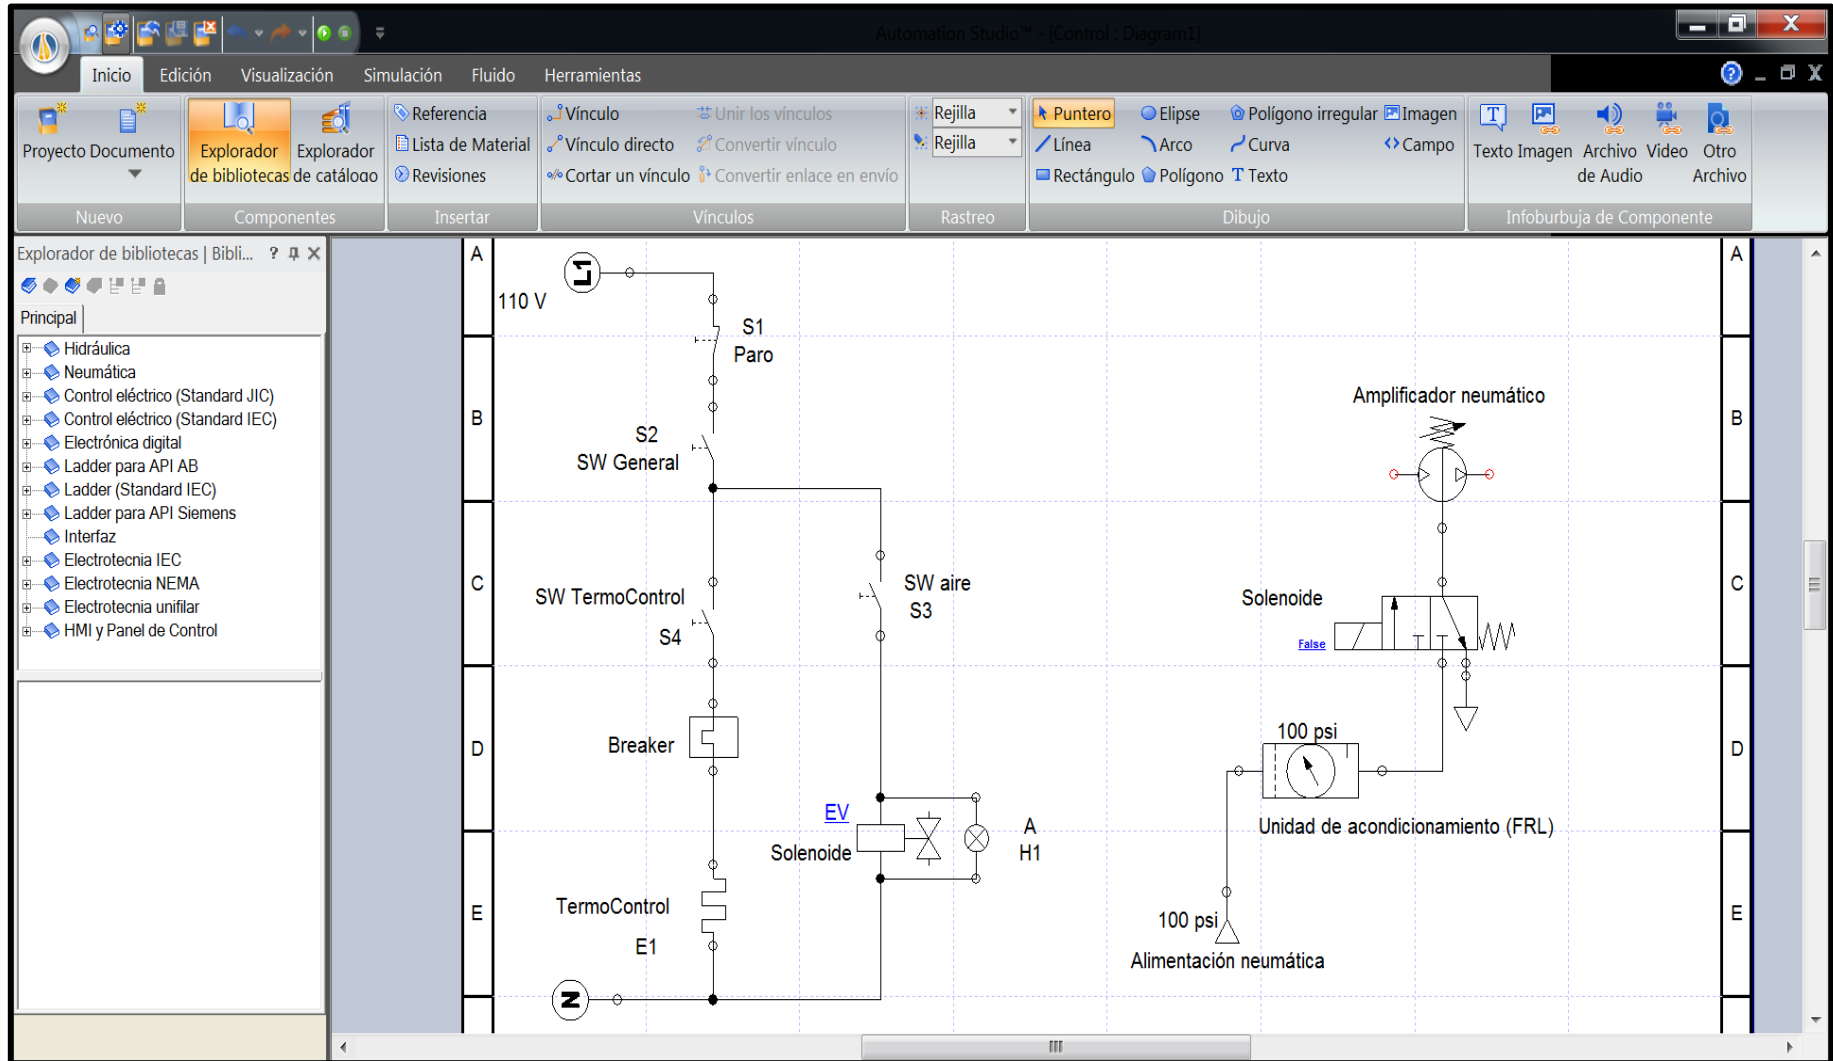 Automation Studio™ - [Control : Diagram1]
Inicio Edición Visualización Simulación Fluido Herramientas
Proyecto Documento
Nuevo
Explorador de bibliotecas
Explorador de catálogo
Componentes
Referencia
Lista de Material
Revisiones
Insertar
Vínculo
Vínculo directo
Cortar un vínculo
Unir los vínculos
Convertir vínculo
Convertir enlace en envío
Vínculos
Rejilla
Rejilla
Rastreo
Puntero
Línea
Rectángulo
Elipse
Arco
Polígono
Polígono irregular
Curva
Texto
Imagen
Campo
Dibujo
Texto
Imagen
Archivo de Audio
Video
Otro Archivo
Infoburbuja de Componente
Explorador de bibliotecas | Bibli...
Principal
Hidráulica
Neumática
Control eléctrico (Standard JIC)
Control eléctrico (Standard IEC)
Electrónica digital
Ladder para API AB
Ladder (Standard IEC)
Ladder para API Siemens
Interfaz
Electrotecnia IEC
Electrotecnia NEMA
Electrotecnia unifilar
HMI y Panel de Control
A
B
C
D
E
L1
110 V
S1
Paro
S2
SW General
SW TermoControl
S4
SW aire
S3
Breaker
EV
Solenoide
A
H1
TermoControl
E1
N
Amplificador neumático
Solenoide
False
100 psi
Unidad de acondicionamiento (FRL)
100 psi
Alimentación neumática
A
B
C
D
E